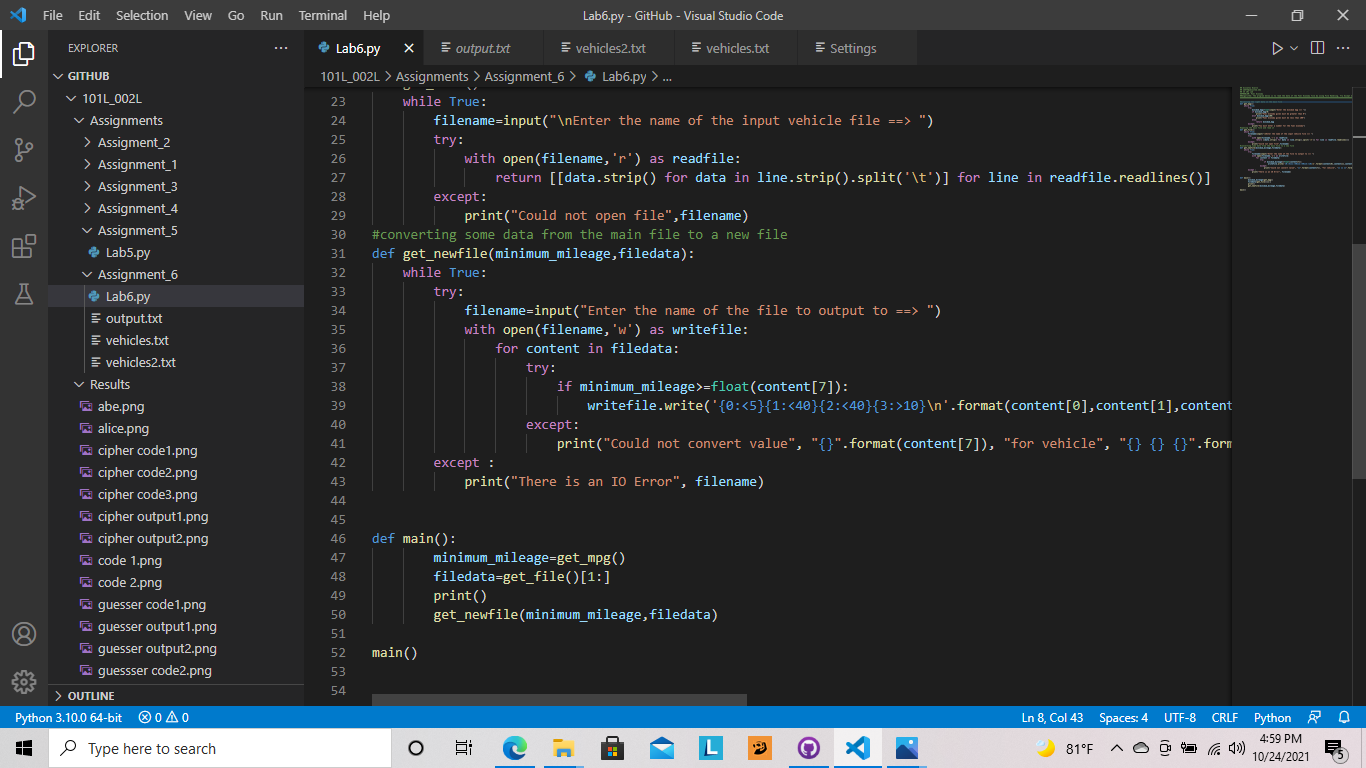 File Edit Selection View Go Run Terminal Help Lab6.py - GitHub - Visual Studio Code
EXPLORER
Lab6.py output.txt vehicles2.txt vehicles.txt Settings
101L_002L > Assignments > Assignment_6 > Lab6.py > ...
GITHUB
101L_002L
Assignments
Assigment_2
Assignment_1
Assignment_3
Assignment_4
Assignment_5
Lab5.py
Assignment_6
Lab6.py
output.txt
vehicles.txt
vehicles2.txt
Results
abe.png
alice.png
cipher code1.png
cipher code2.png
cipher code3.png
cipher output1.png
cipher output2.png
code 1.png
code 2.png
guesser code1.png
guesser output1.png
guesser output2.png
guessser code2.png
OUTLINE
23 while True:
24 filename=input("\nEnter the name of the input vehicle file ==> ")
25 try:
26 with open(filename,'r') as readfile:
27 return [[data.strip() for data in line.strip().split('\t')] for line in readfile.readlines()]
28 except:
29 print("Could not open file",filename)
30 #converting some data from the main file to a new file
31 def get_newfile(minimum_mileage,filedata):
32 while True:
33 try:
34 filename=input("Enter the name of the file to output to ==> ")
35 with open(filename,'w') as writefile:
36 for content in filedata:
37 try:
38 if minimum_mileage>=float(content[7]):
39 writefile.write('{0:<5}{1:<40}{2:<40}{3:>10}\n'.format(content[0],content[1],content
40 except:
41 print("Could not convert value", "{}".format(content[7]), "for vehicle", "{} {} {}".form
42 except :
43 print("There is an IO Error", filename)
44
45
46 def main():
47 minimum_mileage=get_mpg()
48 filedata=get_file()[1:]
49 print()
50 get_newfile(minimum_mileage,filedata)
51
52 main()
53
54
Python 3.10.0 64-bit 0 0 Ln 8, Col 43 Spaces: 4 UTF-8 CRLF Python
Type here to search
81°F
4:59 PM
10/24/2021
5